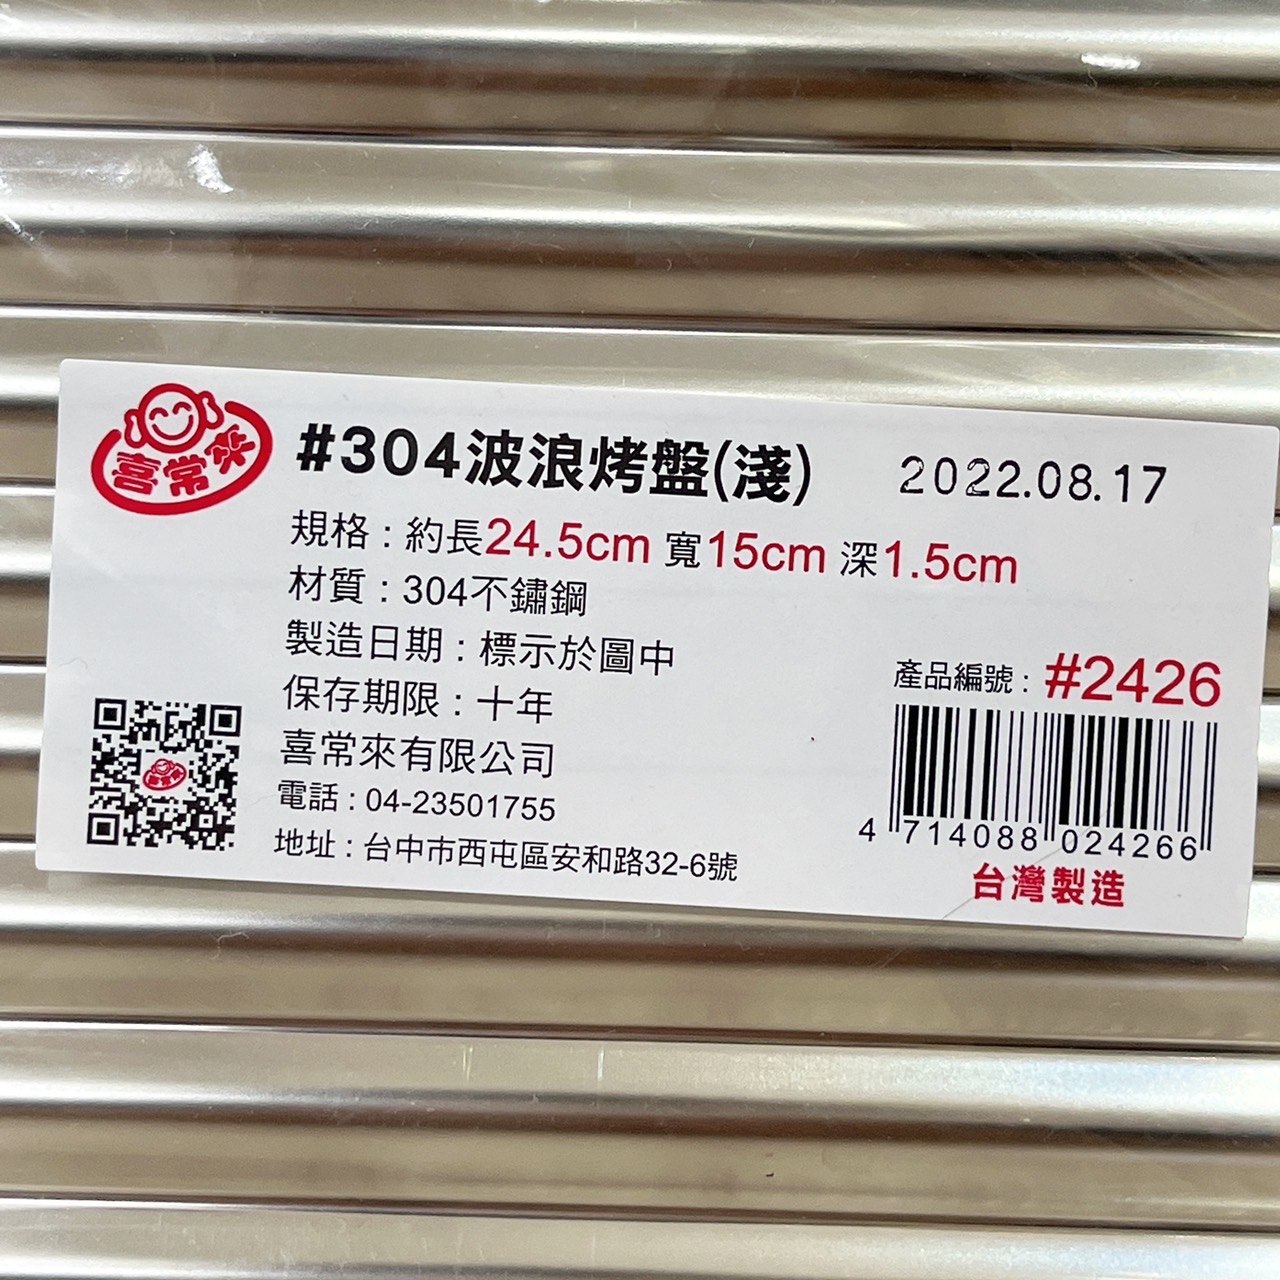 喜常來
#304波浪烤盤(淺)
2022.08.17
規格：約長24.5cm 寬15cm 深1.5cm
材質：304不鏽鋼
製造日期：標示於圖中
保存期限：十年
喜常來有限公司
電話：04-23501755
地址：台中市西屯區安和路32-6號
產品編號：#2426
4 714088 024266
台灣製造